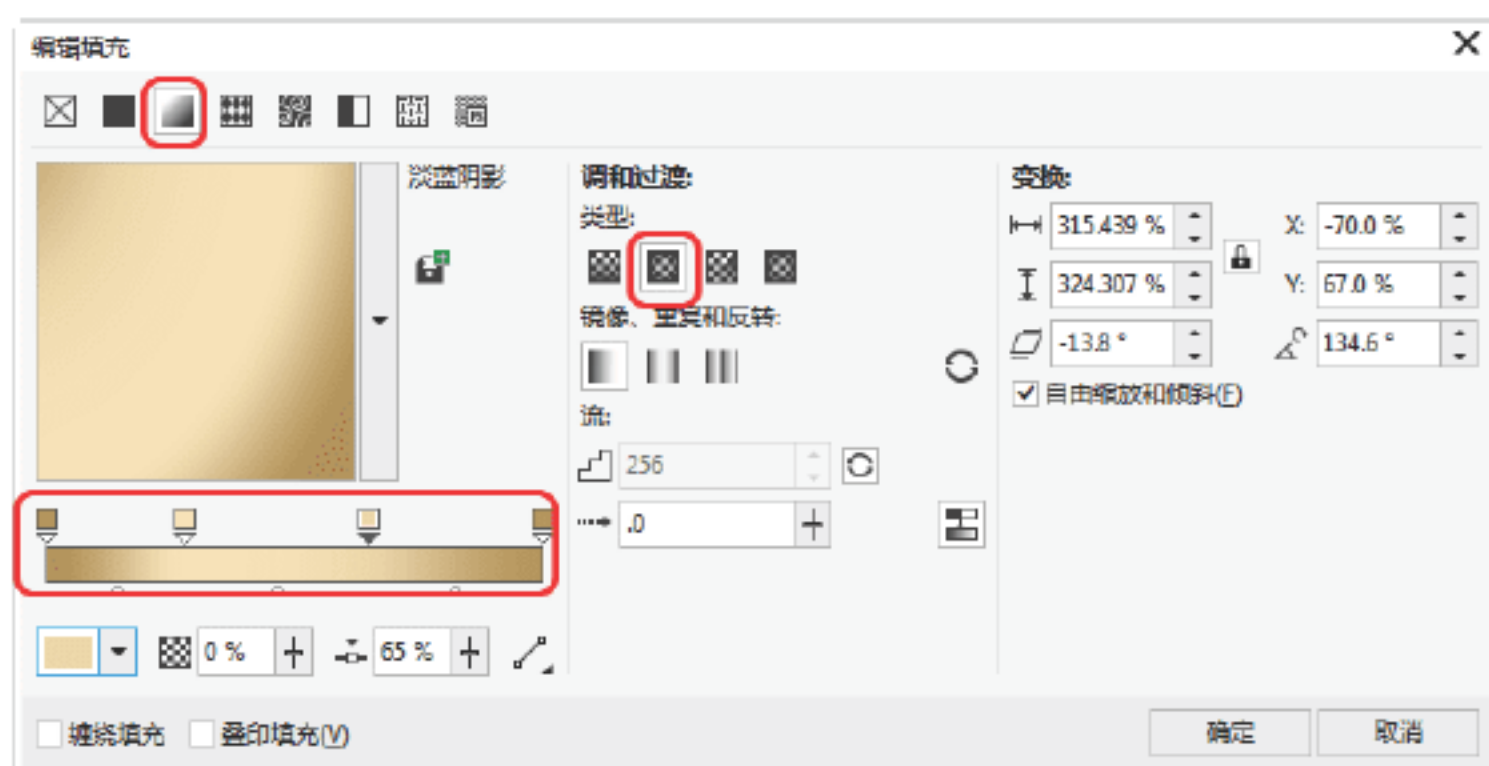 编辑填充
淡蓝阴影
调和过渡:
类型:
镜像、重复和反转:
流:
256
.0
变换:
315.439 %
X: -70.0 %
324.307 %
Y: 67.0 %
-13.8 °
134.6 °
自由缩放和倾斜(F)
0 %
65 %
缠绕填充
叠印填充(V)
确定
取消